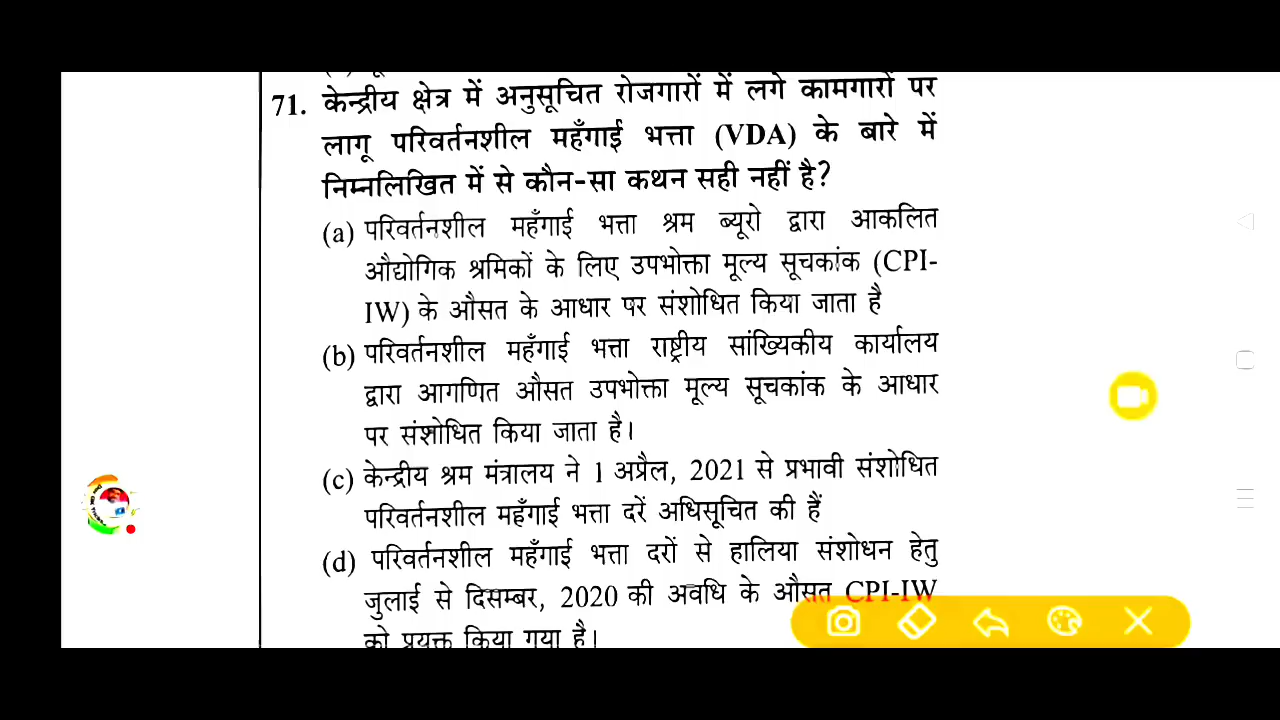 71. केन्द्रीय क्षेत्र में अनुसूचित रोजगारों में लगे कामगारों पर
लागू परिवर्तनशील महँगाई भत्ता (VDA) के बारे में
निम्नलिखित में से कौन-सा कथन सही नहीं है?
(a) परिवर्तनशील महँगाई भत्ता श्रम ब्यूरो द्वारा आकलित
औद्योगिक श्रमिकों के लिए उपभोक्ता मूल्य सूचकांक (CPI-
IW) के औसत के आधार पर संशोधित किया जाता है
(b) परिवर्तनशील महँगाई भत्ता राष्ट्रीय सांख्यिकीय कार्यालय
द्वारा आगणित औसत उपभोक्ता मूल्य सूचकांक के आधार
पर संशोधित किया जाता है।
(c) केन्द्रीय श्रम मंत्रालय ने 1 अप्रैल, 2021 से प्रभावी संशोधित
परिवर्तनशील महँगाई भत्ता दरें अधिसूचित की हैं
(d) परिवर्तनशील महँगाई भत्ता दरों से हालिया संशोधन हेतु
जुलाई से दिसम्बर, 2020 की अवधि के औसत CPI-IW
को प्रयुक्त किया गया है।